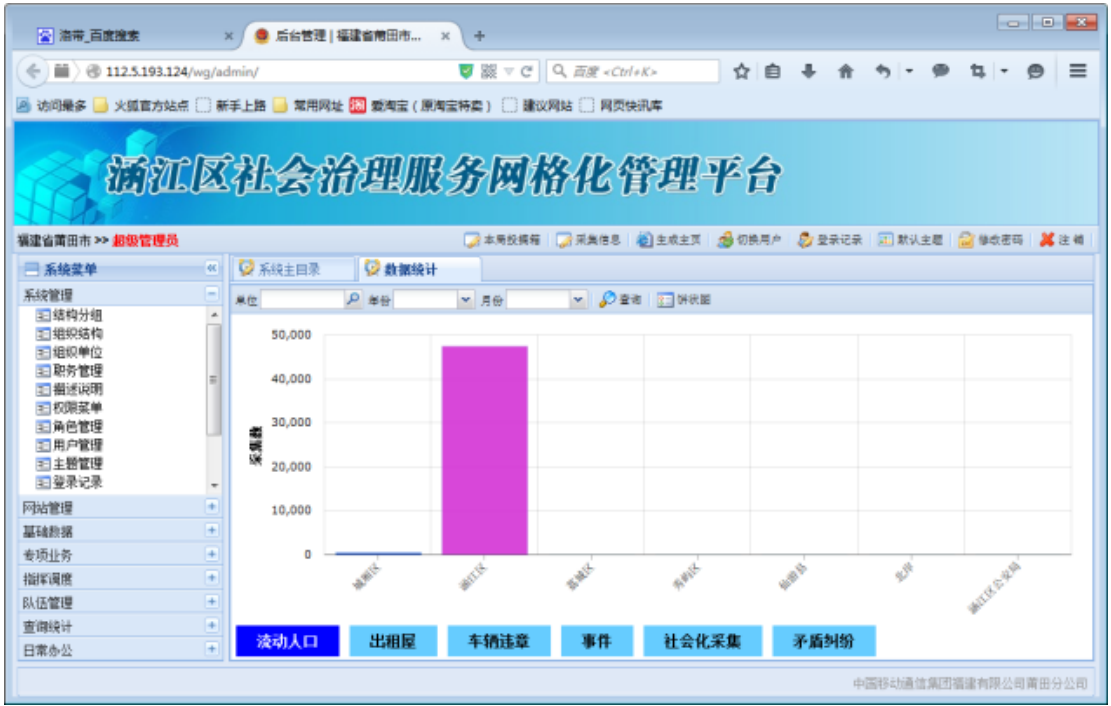 洛带_百度搜索 × 后台管理 | 福建省莆田市... × +
112.5.193.124/wg/admin/ 百度 <Ctrl+K>
访问最多 火狐官方站点 新手上路 常用网址 爱淘宝（原淘宝特卖） 建议网站 网页快讯库
涵江区社会治理服务网格化管理平台
福建省莆田市 >> 超级管理员 本局投稿箱 采集信息 生成主页 切换用户 登录记录 默认主题 修改密码 注销
系统菜单 系统主目录 数据统计
系统管理 单位 年份 月份 查询 饼状图
结构分组
组织结构
组织单位
职务管理
描述说明
权限菜单
角色管理
用户管理
主题管理
登录记录
网站管理
基础数据
专项业务
指挥调度
队伍管理
查询统计
日常办公
50,000
40,000
30,000
20,000
10,000
0
采集数
城厢区 涵江区 荔城区 秀屿区 仙游县 北岸 涵江区公安局
流动人口 出租屋 车辆违章 事件 社会化采集 矛盾纠纷
中国移动通信集团福建有限公司莆田分公司